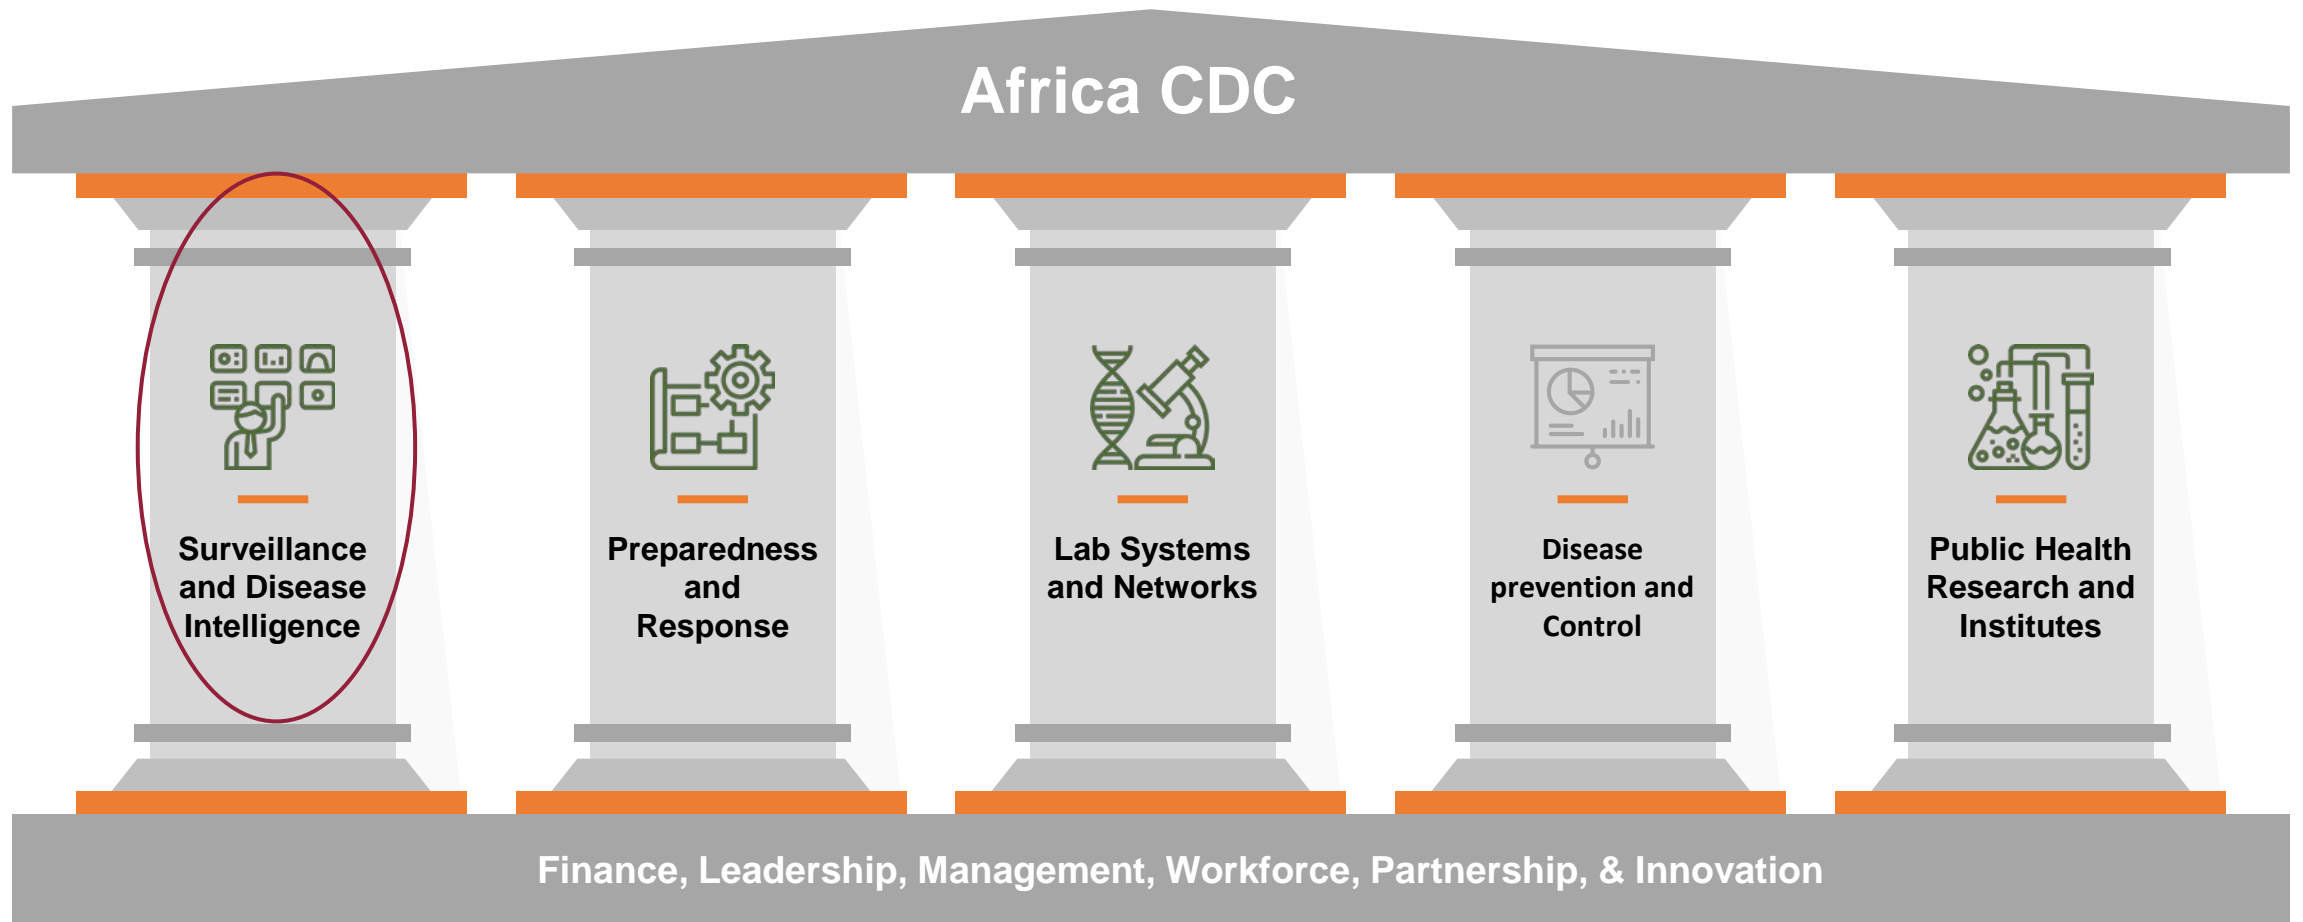 Africa CDC
Surveillance
and Disease
Intelligence
Preparedness
and
Response
Lab Systems
and Networks
Disease
prevention and
Control
Public Health
Research and
Institutes
Finance, Leadership, Management, Workforce, Partnership, & Innovation